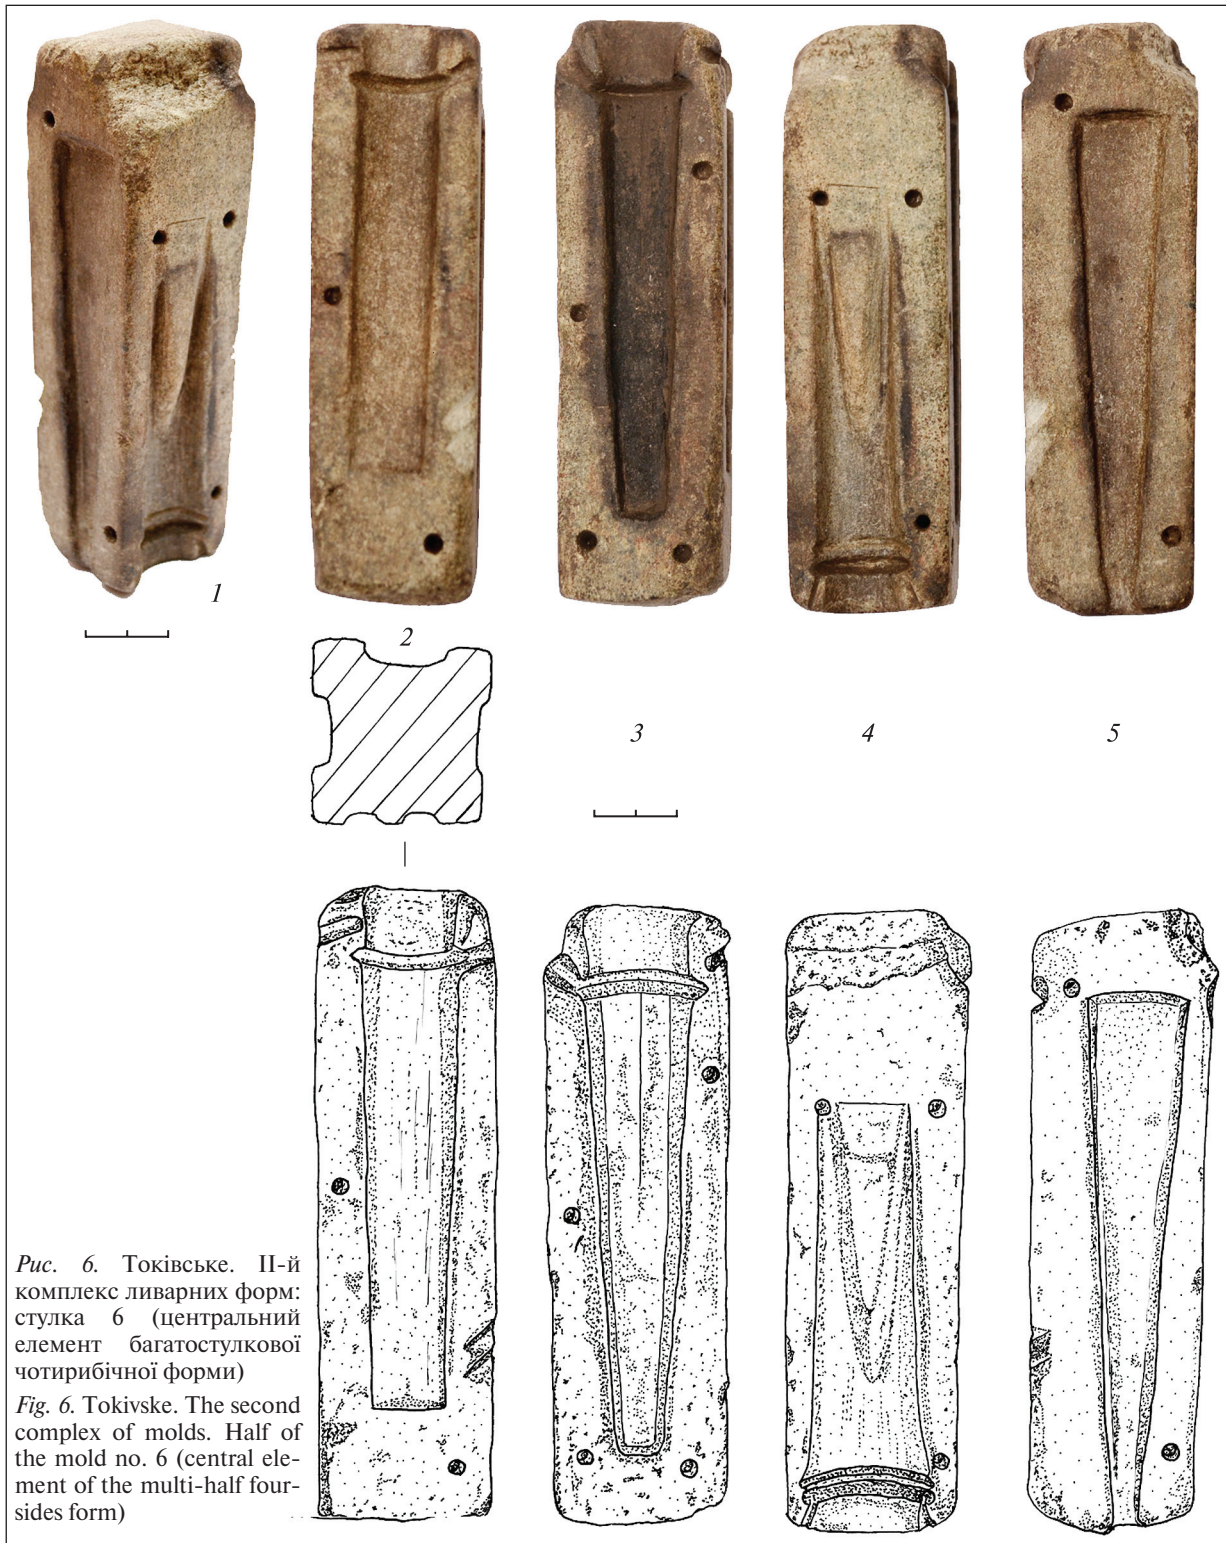 1
2
3
4
5
Рис. 6. Токівське. II-й
комплекс ливарних форм:
стулка 6 (центральний
елемент багатостулкової
чотирибічної форми)
Fig. 6. Tokivske. The second
complex of molds. Half of
the mold no. 6 (central ele-
ment of the multi-half four-
sides form)